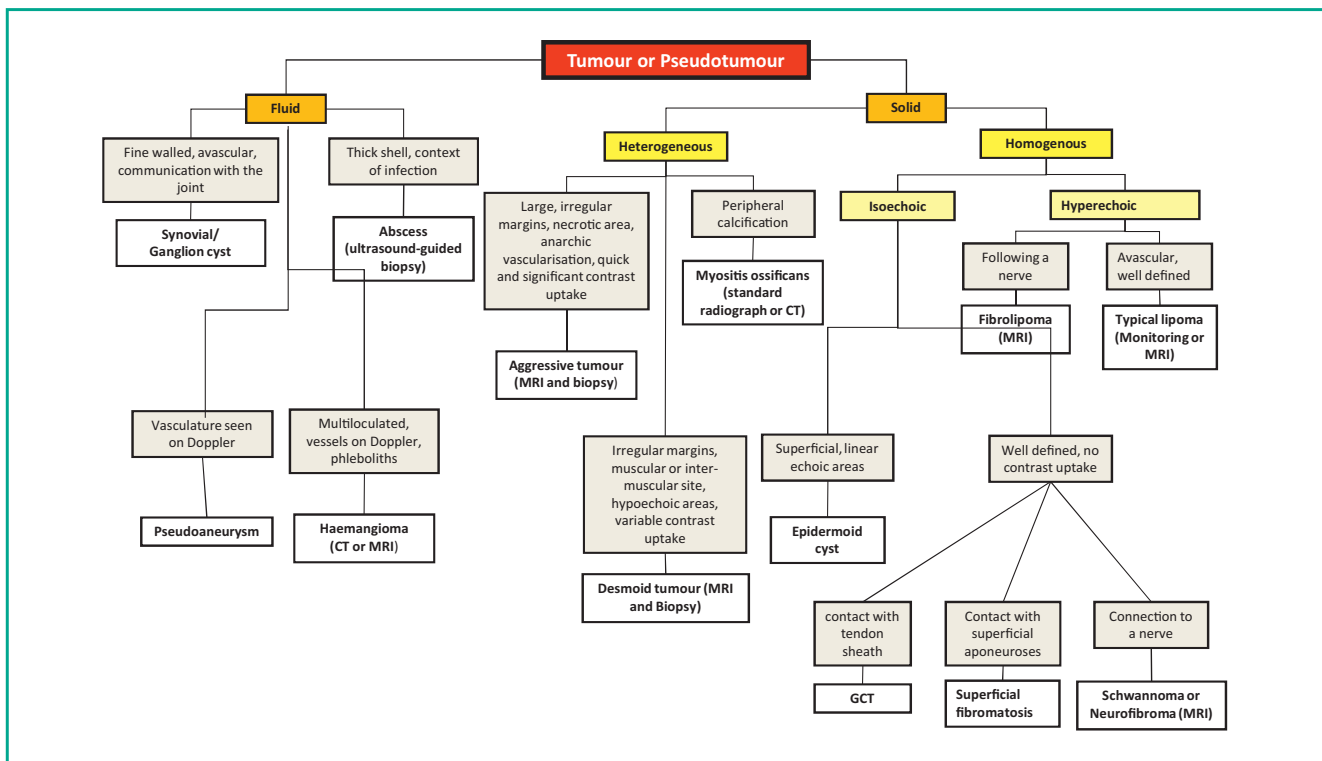 Tumour or Pseudotumour
Fluid
Solid
Fine walled, avascular,
communication with the
joint
Thick shell, context
of infection
Heterogeneous
Homogenous
Synovial/
Ganglion cyst
Abscess
(ultrasound-guided
biopsy)
Large, irregular
margins, necrotic area,
anarchic
vascularisation, quick
and significant contrast
uptake
Peripheral
calcification
Isoechoic
Hyperechoic
Myositis ossificans
(standard
radiograph or CT)
Following a
nerve
Avascular,
well defined
Fibrolipoma
(MRI)
Typical lipoma
(Monitoring or
MRI)
Aggressive tumour
(MRI and biopsy)
Vasculature seen
on Doppler
Multiloculated,
vessels on Doppler,
phleboliths
Irregular margins,
muscular or inter-
muscular site,
hypoechoic areas,
variable contrast
uptake
Superficial, linear
echoic areas
Well defined, no
contrast uptake
Pseudoaneurysm
Haemangioma
(CT or MRI)
Epidermoid
cyst
Desmoid tumour (MRI
and Biopsy)
contact with
tendon
sheath
Contact with
superficial
aponeuroses
Connection to
a nerve
GCT
Superficial
fibromatosis
Schwannoma or
Neurofibroma (MRI)